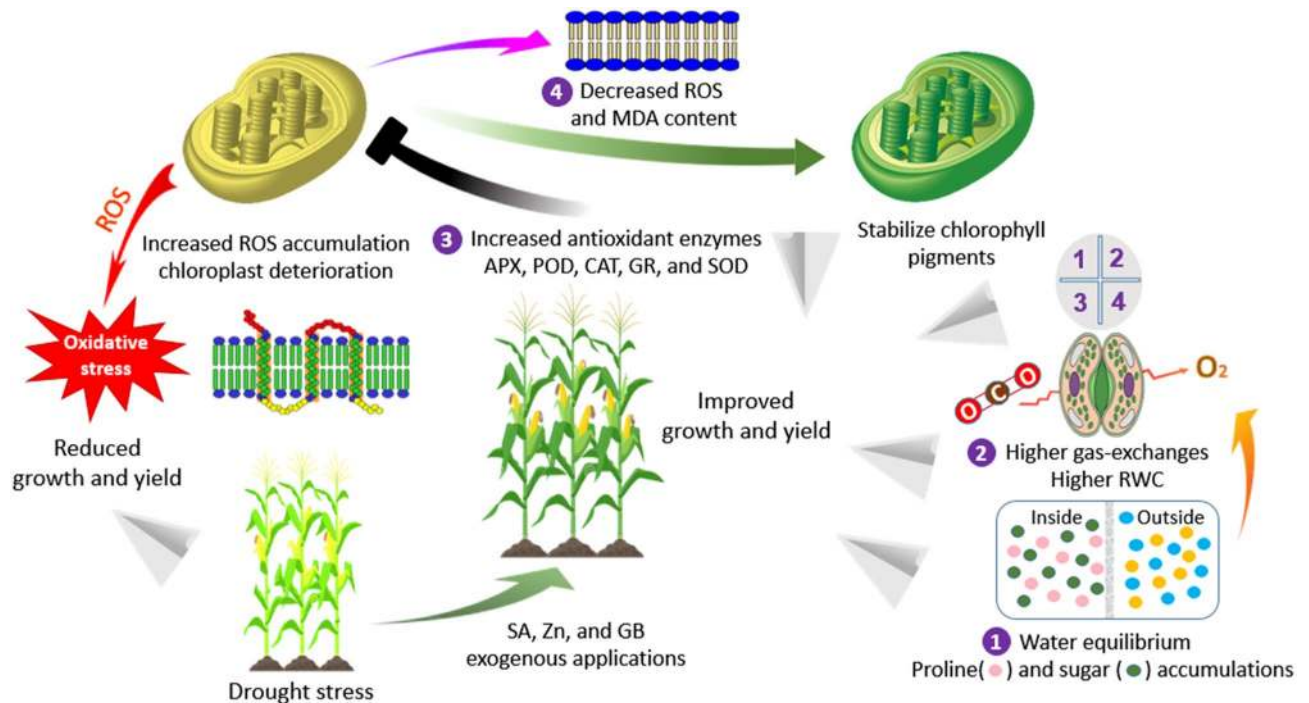 4 Decreased ROS
and MDA content
ROS
Increased ROS accumulation
chloroplast deterioration
3 Increased antioxidant enzymes
APX, POD, CAT, GR, and SOD
Stabilize chlorophyll
pigments
1 2
3 4
Oxidative
stress
O C O
O2
Improved
growth and yield
Reduced
growth and yield
2 Higher gas-exchanges
Higher RWC
Inside
Outside
SA, Zn, and GB
exogenous applications
Drought stress
1 Water equilibrium
Proline( ) and sugar ( ) accumulations